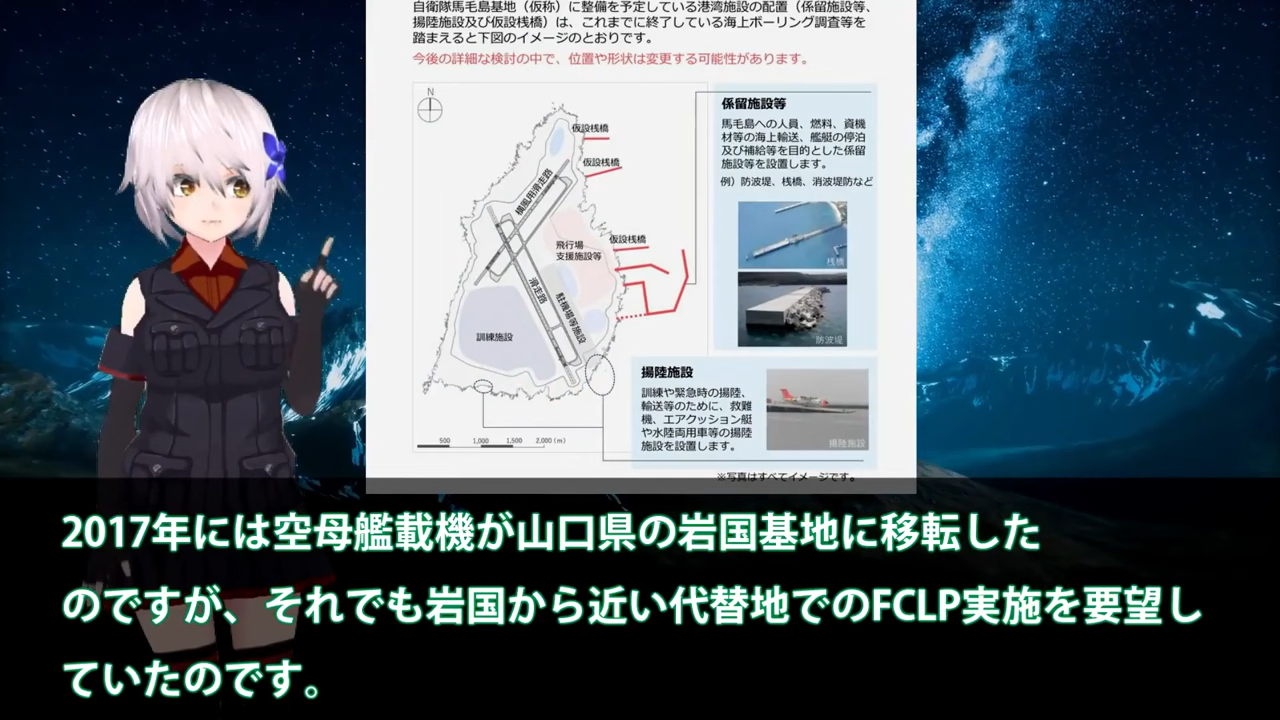 自衛隊馬毛島基地（仮称）に整備を予定している港湾施設の配置（係留施設等、
揚陸施設及び仮設桟橋）は、これまでに終了している海上ボーリング調査等を
踏まえると下図のイメージのとおりです。
今後の詳細な検討の中で、位置や形状は変更する可能性があります。
N
仮設桟橋
仮設桟橋
横風用滑走路
仮設桟橋
飛行場
支援施設等
滑走路
駐機場等施設
訓練施設
500 1,000 1,500 2,000 (m)
係留施設等
馬毛島への人員、燃料、資機
材等の海上輸送、艦艇の停泊
及び補給等を目的とした係留
施設等を設置します。
例）防波堤、桟橋、消波堤防など
桟橋
防波堤
揚陸施設
訓練や緊急時の揚陸、
輸送等のために、救難
機、エアクッション艇
や水陸両用車等の揚陸
施設を設置します。
揚陸施設
※写真はすべてイメージです。
2017年には空母艦載機が山口県の岩国基地に移転した
のですが、それでも岩国から近い代替地でのFCLP実施を要望し
ていたのです。